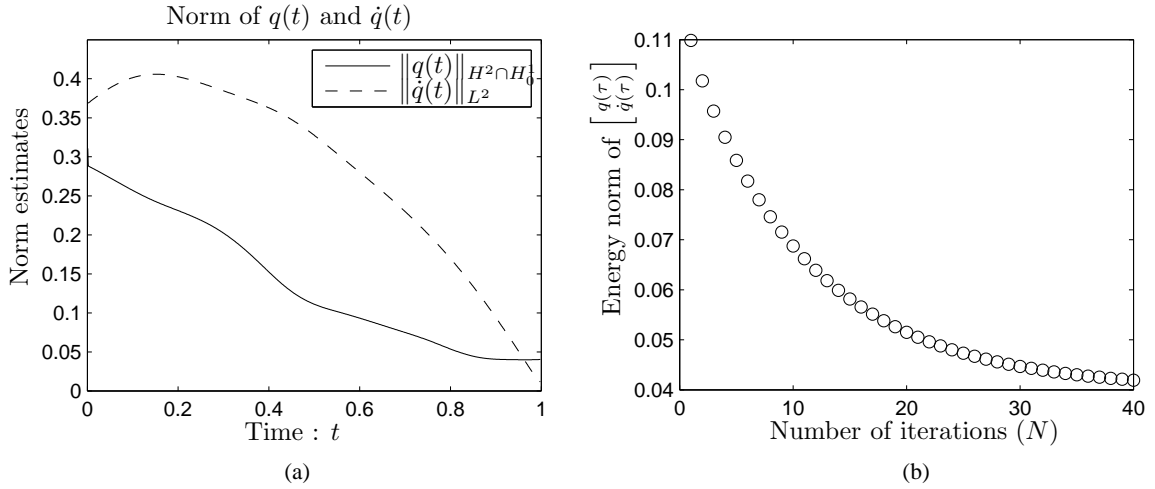 Norm of q(t) and q̇(t)
‖q(t)‖_{H²∩H₀¹}
‖q̇(t)‖_{L²}
Norm estimates
0.4
0.35
0.3
0.25
0.2
0.15
0.1
0.05
0
0 0.2 0.4 0.6 0.8 1
Time : t
(a)
Energy norm of [q(τ) q̇(τ)]
0.11
0.1
0.09
0.08
0.07
0.06
0.05
0.04
0 10 20 30 40
Number of iterations (N)
(b)